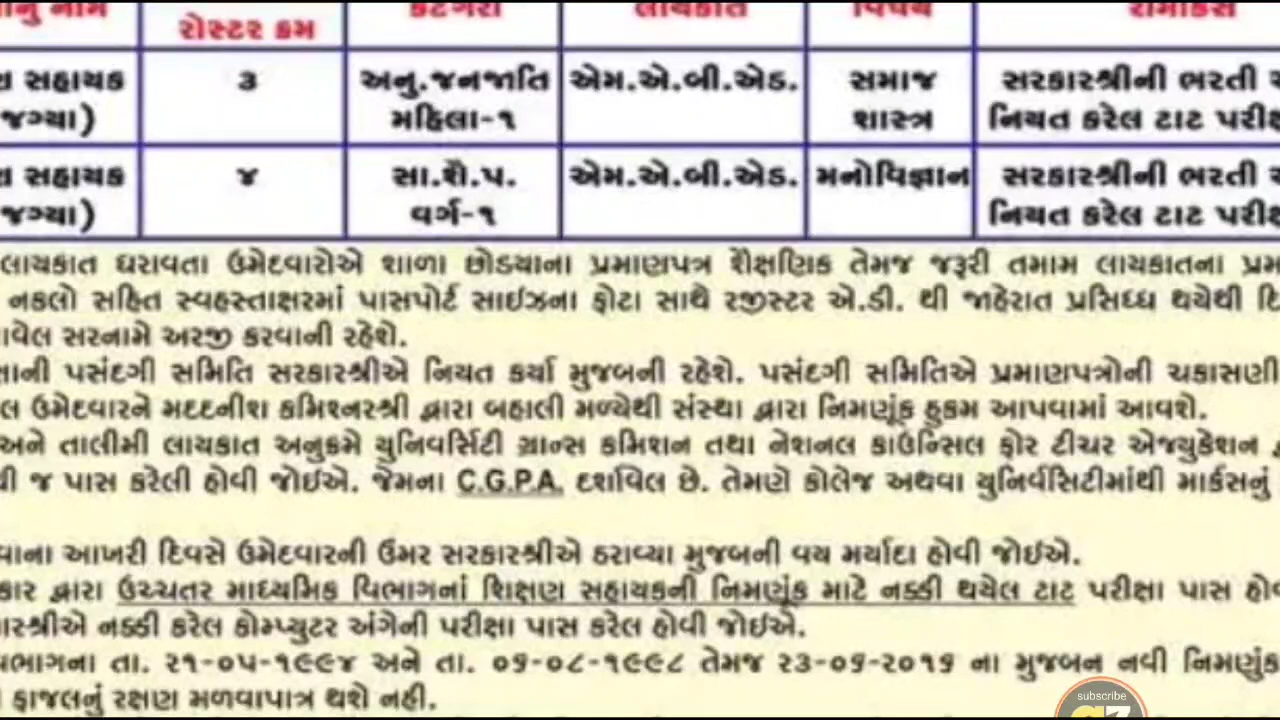 નું નામ રોસ્ટર ક્રમ કેટેગરી લાયકાત વિષય રીમાર્કસ
સહાયક ૩ અનુ.જનજાતિ એમ.એ.બી.એડ. સમાજ સરકારશ્રીની ભરતી
જગ્યા) મહિલા-૧ શાસ્ત્ર નિયત કરેલ ટાટ પરીક્ષ
સહાયક ૪ સા.શૈ.પ. એમ.એ.બી.એડ. મનોવિજ્ઞાન સરકારશ્રીની ભરતી
જગ્યા) વર્ગ-૧ નિયત કરેલ ટાટ પરીક્ષ
લાયકાત ધરાવતા ઉમેદવારોએ શાળા છોડયાના પ્રમાણપત્ર શૈક્ષણિક તેમજ જરૂરી તમામ લાયકાતના પ્રમ
નકલો સહિત સ્વહસ્તાક્ષરમાં પાસપોર્ટ સાઈઝના ફોટા સાથે રજીસ્ટર એ.ડી. થી જાહેરાત પ્રસિધ્ધ થયેથી દિ
વેલ સરનામે અરજી કરવાની રહેશે.
ની પસંદગી સમિતિ સરકારશ્રીએ નિયત કર્યા મુજબની રહેશે. પસંદગી સમિતિએ પ્રમાણપત્રોની ચકાસણી
લ ઉમેદવારને મદદનીશ કમિશ્નરશ્રી દ્વારા બહાલી મળ્યેથી સંસ્થા દ્વારા નિમણૂંક હુકમ આપવામાં આવશે.
અને તાલીમી લાયકાત અનુક્રમે યુનિવર્સિટી ગ્રાન્સ કમિશન તથા નેશનલ કાઉન્સિલ ફોર ટીચર એજ્યુકેશન
થી જ પાસ કરેલી હોવી જોઈએ. જેમના C.G.P.A. દર્શાવેલ છે. તેમણે કોલેજ અથવા યુનિર્વસિટીમાંથી માર્કસનું
વાના આખરી દિવસે ઉમેદવારની ઉંમર સરકારશ્રીએ ઠરાવ્યા મુજબની વય મર્યાદા હોવી જોઈએ.
કાર દ્વારા ઉચ્ચતર માધ્યમિક વિભાગનાં શિક્ષણ સહાયકની નિમણૂંક માટે નક્કી થયેલ ટાટ પરીક્ષા પાસ હોવ
રશ્રીએ નક્કી કરેલ કોમ્પ્યુટર અંગેની પરીક્ષા પાસ કરેલ હોવી જોઈએ.
ભાગના તા. ૨૧-૦૫-૧૯૯૪ અને તા. ૦૬-૦૮-૧૯૯૮ તેમજ ૨૩-૦૬-૨૦૧૬ ના મુજબન નવી નિમણૂંક
ફાજલનું રક્ષણ મળવાપાત્ર થશે નહી.
subscribe